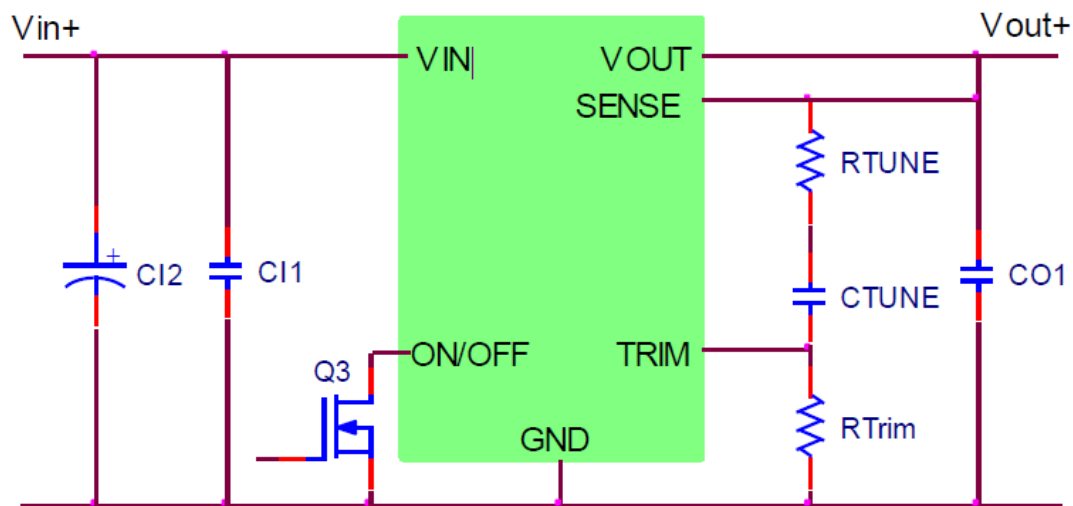 Vin+
Vout+
VIN
VOUT
SENSE
RTUNE
CI2
CI1
CTUNE
CO1
ON/OFF
TRIM
Q3
RTrim
GND